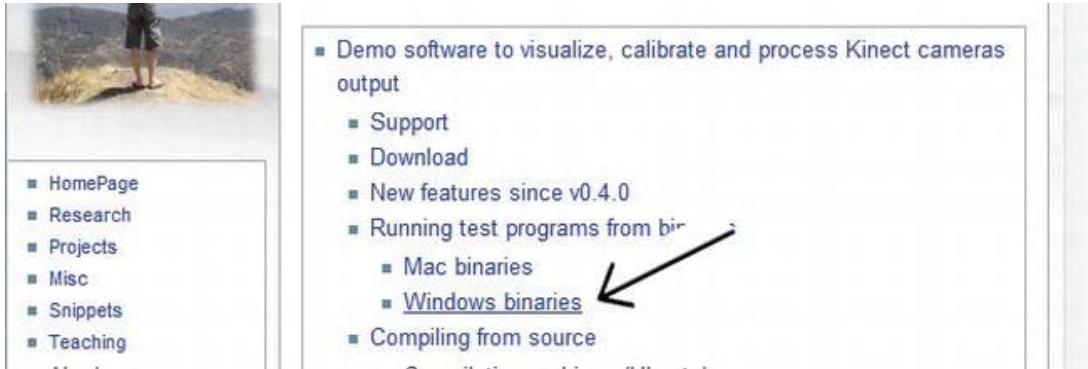 Demo software to visualize, calibrate and process Kinect cameras
output
Support
Download
New features since v0.4.0
Running test programs from
Mac binaries
Windows binaries
Compiling from source
HomePage
Research
Projects
Misc
Snippets
Teaching